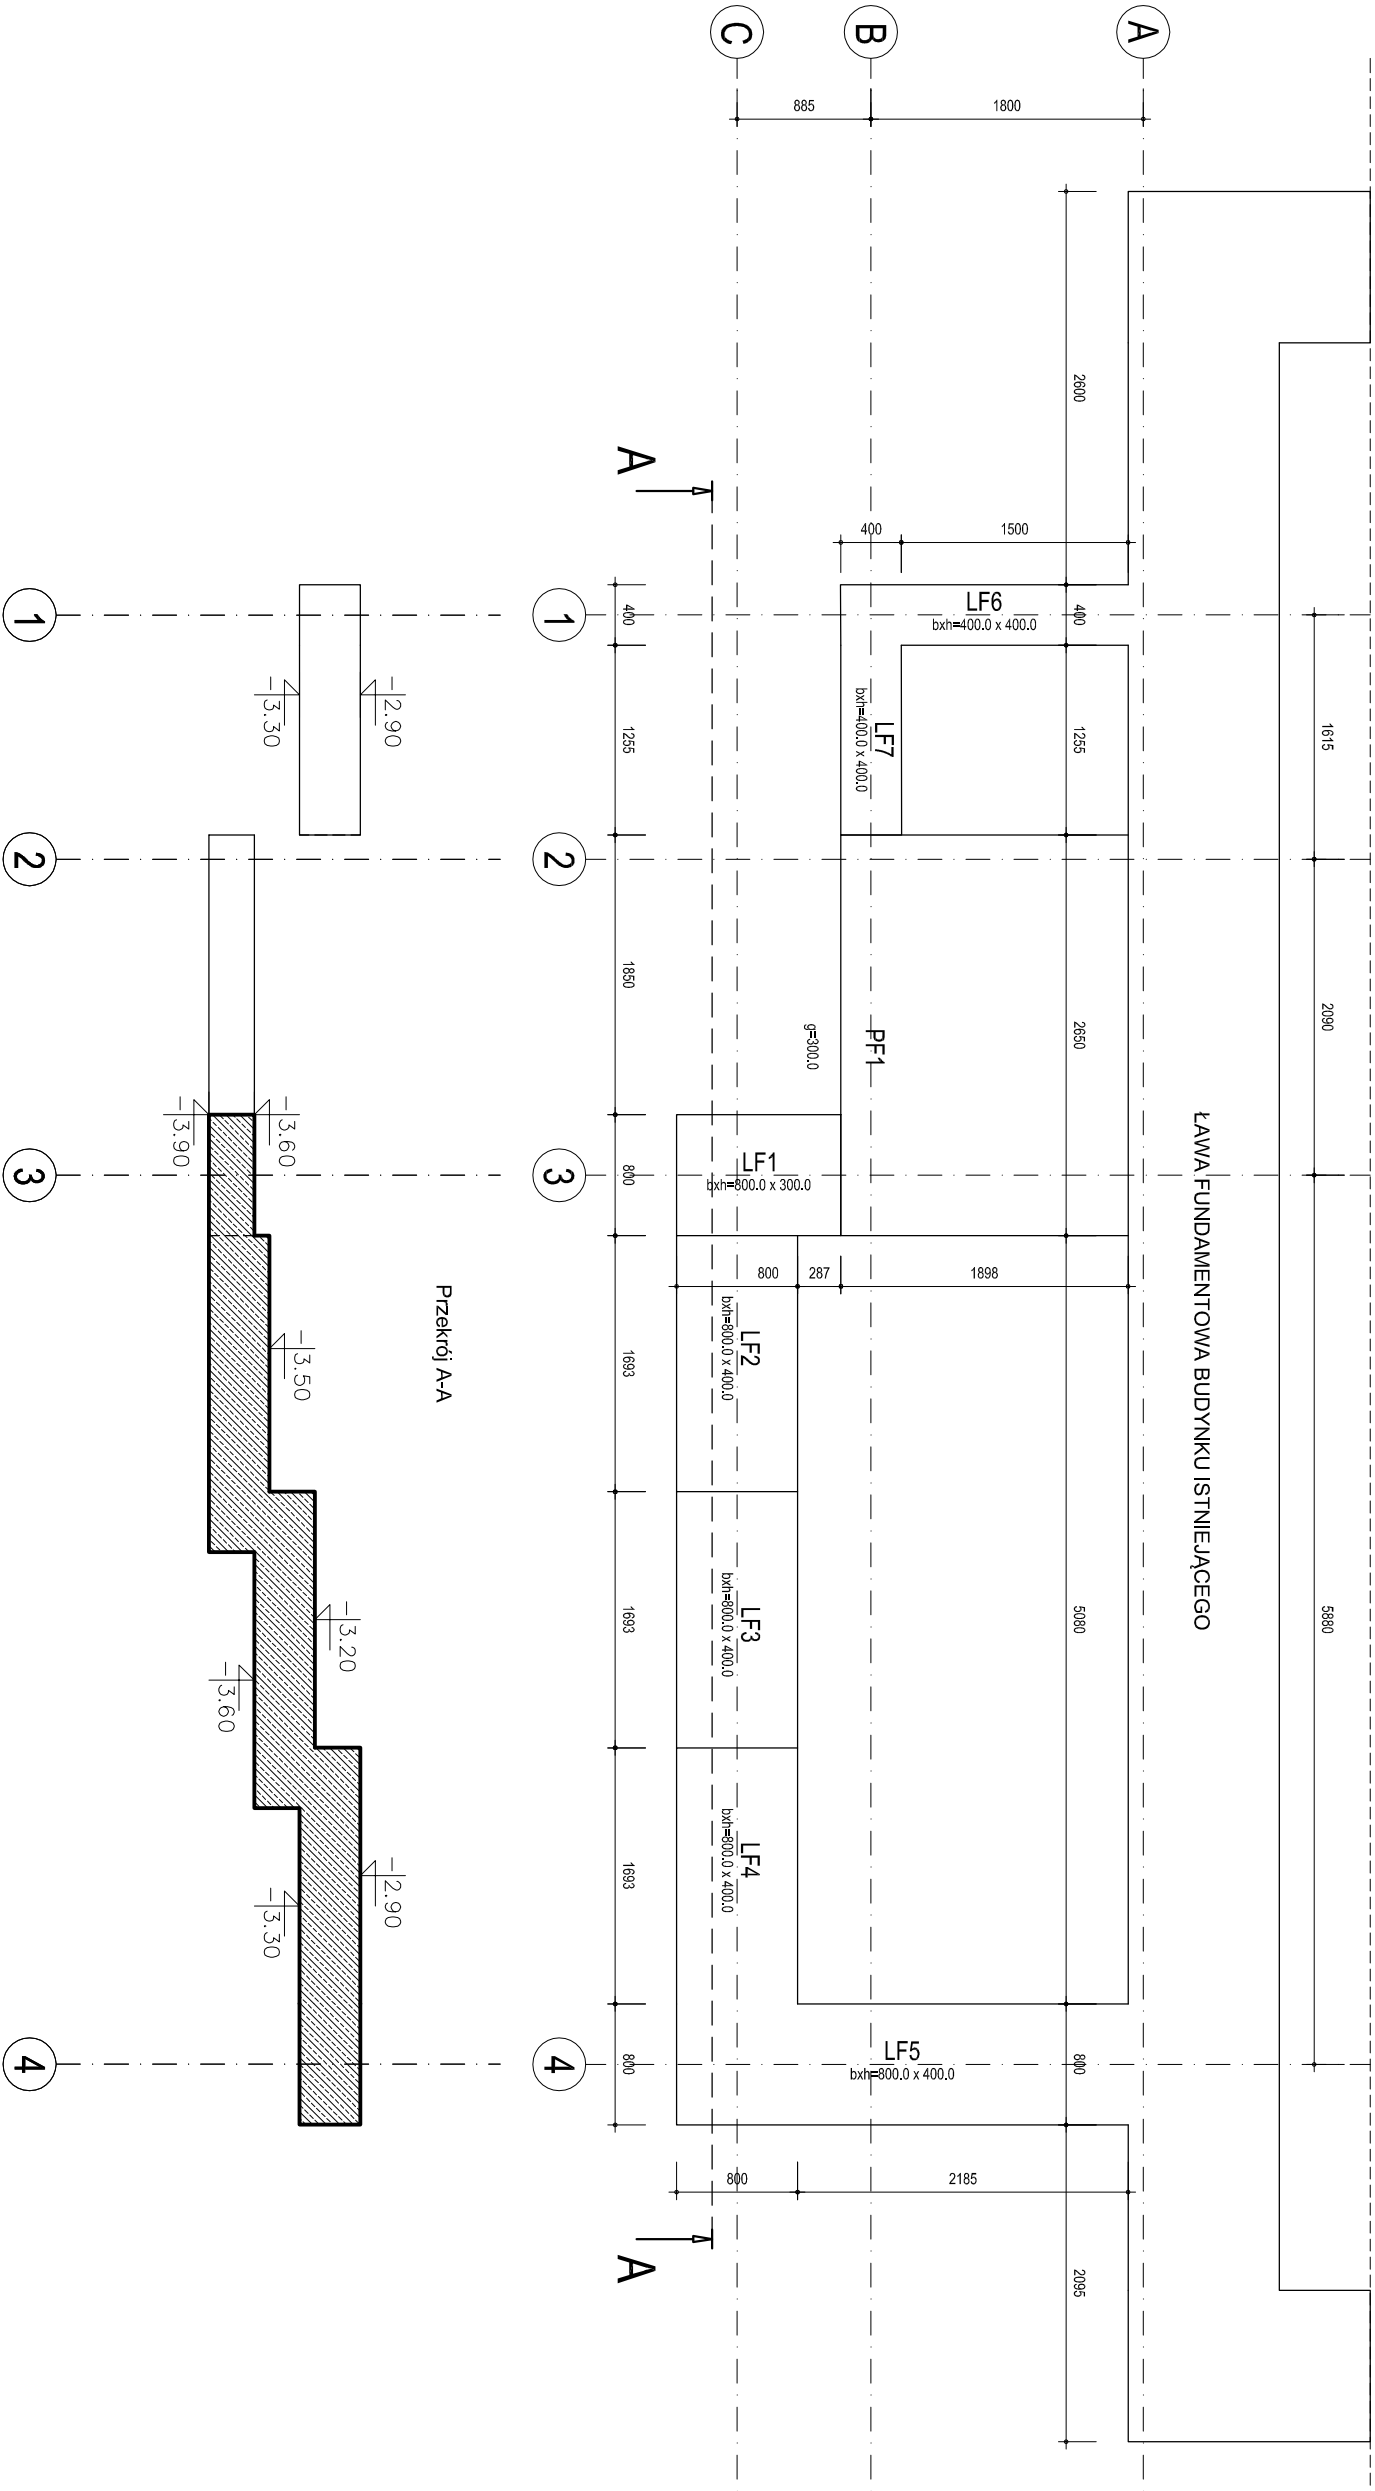 A
B
C
1800
885
ŁAWA FUNDAMENTOWA BUDYNKU ISTNIEJĄCEGO
1615
2090
5880
2600
400
1255
2650
5080
800
2095
1500
400
LF6
bxh=400.0 x 400.0
LF7
bxh=400.0 x 400.0
PF1
g=300.0
LF1
bxh=800.0 x 300.0
1898
287
800
LF2
bxh=800.0 x 400.0
LF3
bxh=800.0 x 400.0
LF4
bxh=800.0 x 400.0
LF5
bxh=800.0 x 400.0
2185
800
A
A
400
1255
1850
800
1693
1693
1693
800
1
2
3
4
Przekrój A-A
-2.90
-3.30
-3.60
-3.90
-3.50
-3.20
-3.60
-2.90
-3.30
1
2
3
4